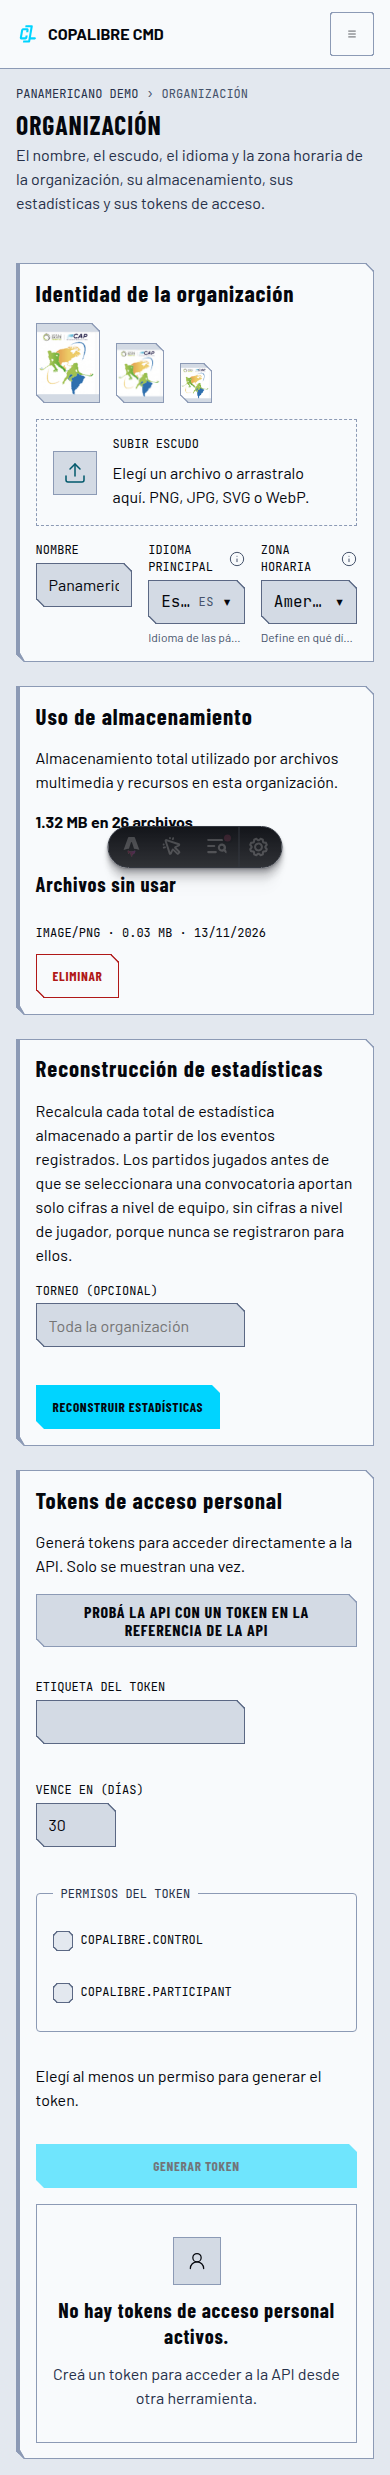 COPALIBRE CMD
PANAMERICANO DEMO › ORGANIZACIÓN
ORGANIZACIÓN
El nombre, el escudo, el idioma y la zona horaria de
la organización, su almacenamiento, sus
estadísticas y sus tokens de acceso.
Identidad de la organización
SUBIR ESCUDO
Elegí un archivo o arrastralo
aquí. PNG, JPG, SVG o WebP.
NOMBRE
IDIOMA
PRINCIPAL
ZONA
HORARIA
Panameric
Es… ES ▼
Amer… ▼
Idioma de las pá…
Define en qué dí…
Uso de almacenamiento
Almacenamiento total utilizado por archivos
multimedia y recursos en esta organización.
1.32 MB en 26 archivos
Archivos sin usar
IMAGE/PNG · 0.03 MB · 13/11/2026
ELIMINAR
Reconstrucción de estadísticas
Recalcula cada total de estadística
almacenado a partir de los eventos
registrados. Los partidos jugados antes de
que se seleccionara una convocatoria aportan
solo cifras a nivel de equipo, sin cifras a nivel
de jugador, porque nunca se registraron para
ellos.
TORNEO (OPCIONAL)
Toda la organización
RECONSTRUIR ESTADÍSTICAS
Tokens de acceso personal
Generá tokens para acceder directamente a la
API. Solo se muestran una vez.
PROBÁ LA API CON UN TOKEN EN LA
REFERENCIA DE LA API
ETIQUETA DEL TOKEN
VENCE EN (DÍAS)
30
PERMISOS DEL TOKEN
COPALIBRE.CONTROL
COPALIBRE.PARTICIPANT
Elegí al menos un permiso para generar el
token.
GENERAR TOKEN
No hay tokens de acceso personal
activos.
Creá un token para acceder a la API desde
otra herramienta.